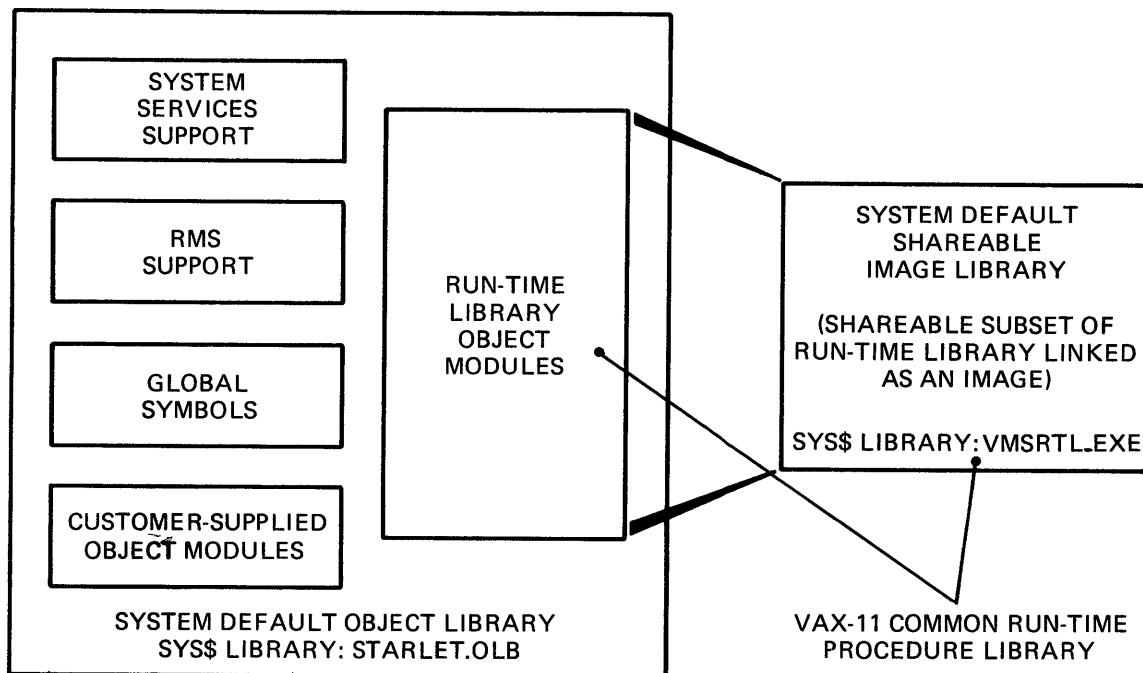 SYSTEM
SERVICES
SUPPORT
RMS
SUPPORT
GLOBAL
SYMBOLS
CUSTOMER-SUPPLIED
OBJECT MODULES
RUN-TIME
LIBRARY
OBJECT
MODULES
SYSTEM DEFAULT OBJECT LIBRARY
SYS$ LIBRARY: STARLET.OLB
SYSTEM DEFAULT
SHAREABLE
IMAGE LIBRARY
(SHAREABLE SUBSET OF
RUN-TIME LIBRARY LINKED
AS AN IMAGE)
SYS$ LIBRARY:VMSRTL.EXE
VAX-11 COMMON RUN-TIME
PROCEDURE LIBRARY